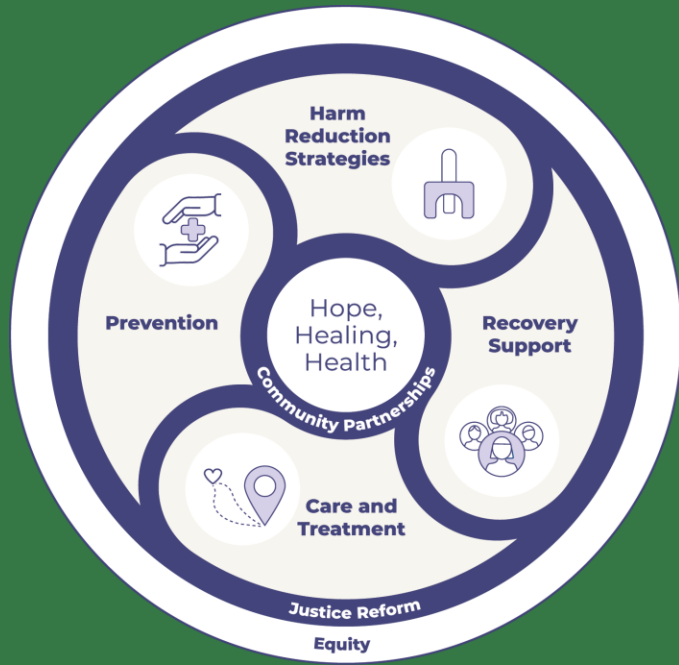 Harm
Reduction
Strategies
Prevention
Hope,
Healing,
Health
Recovery
Support
Community Partnerships
Care and
Treatment
Justice Reform
Equity